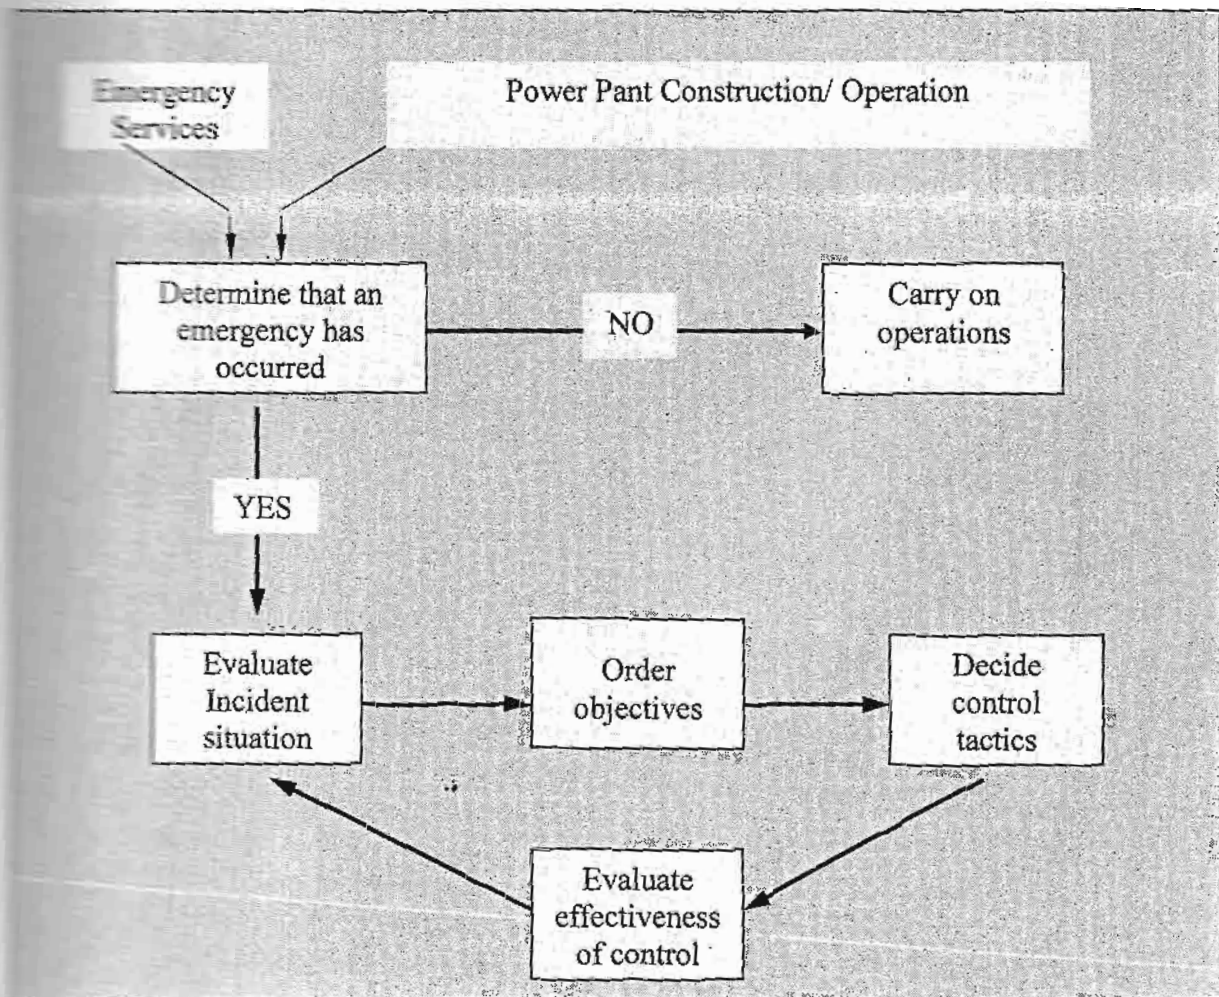 Emergency
Services
Power Pant Construction/ Operation
Determine that an
emergency has
occurred
NO
Carry on
operations
YES
Evaluate
Incident
situation
Order
objectives
Decide
control
tactics
Evaluate
effectiveness
of control